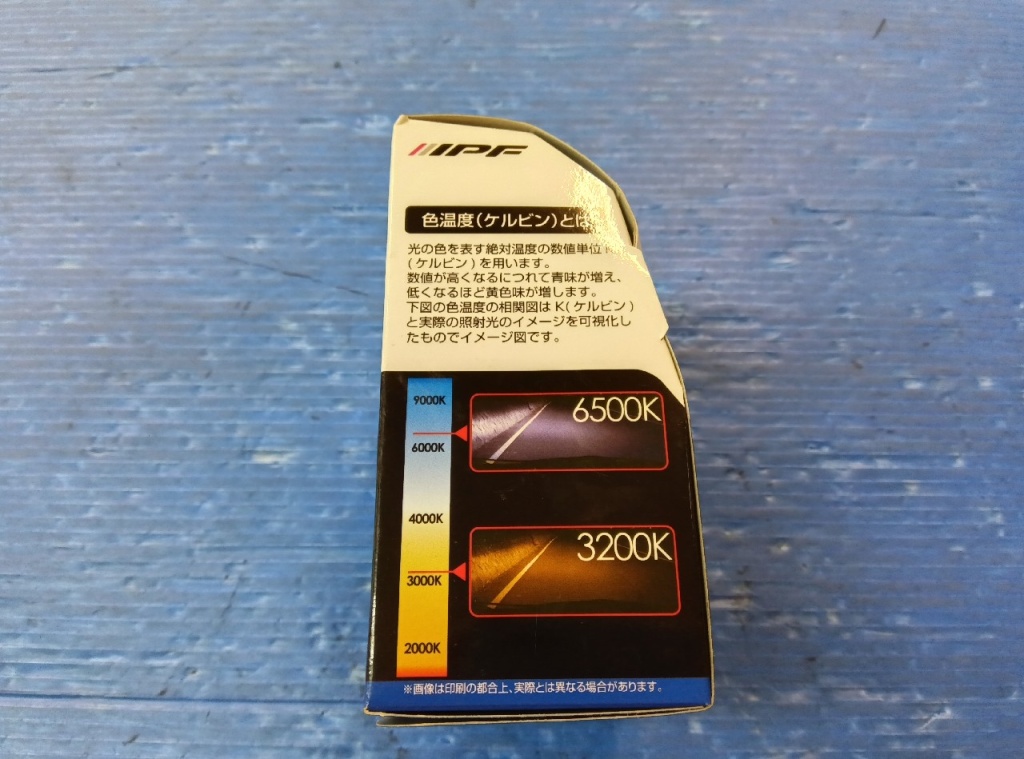 IPF
色温度(ケルビン)とは
光の色を表す絶対温度の数値単位
(ケルビン)を用います。
数値が高くなるにつれて青味が増え、
低くなるほど黄色味が増します。
下図の色温度の相関図はK(ケルビン)
と実際の照射光のイメージを可視化し
たものでイメージ図です。
9000K
6500K
6000K
4000K
3200K
3000K
2000K
※画像は印刷の都合上、実際とは異なる場合があります。